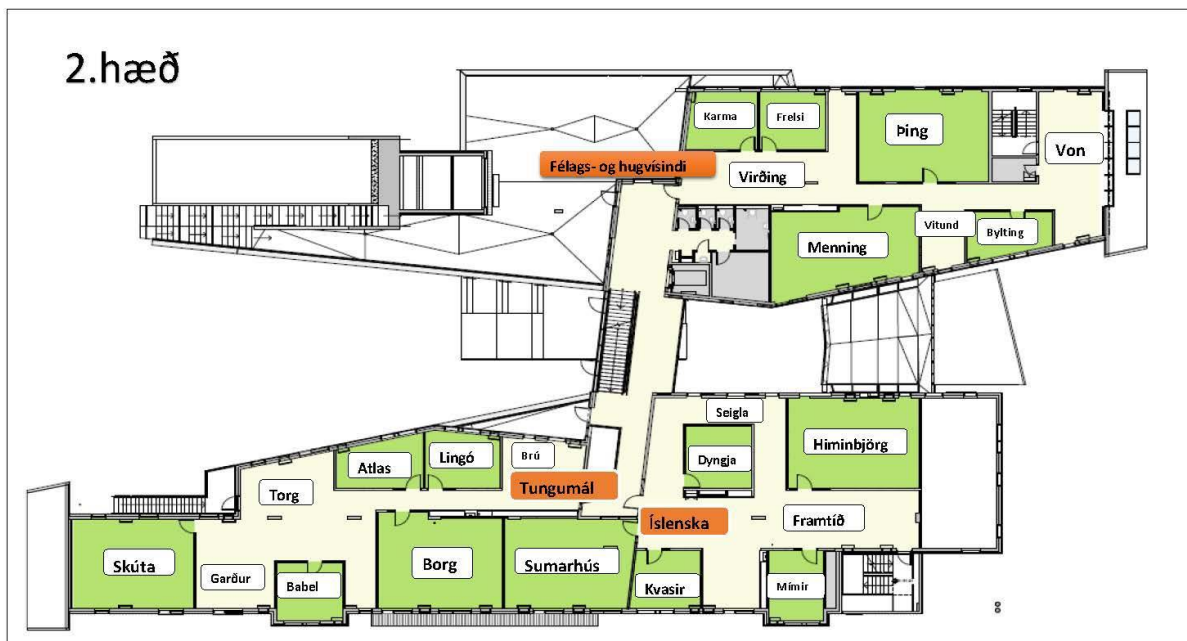 2.hæð
Karma
Frelsi
Þing
Von
Félags- og hugvísindi
Virðing
Menning
Vitund
Bylting
Seigla
Himinbjörg
Dyngja
Brú
Lingó
Atlas
Tungumál
Torg
Íslenska
Framtíð
Skúta
Garður
Babel
Borg
Sumarhús
Kvasir
Mímir